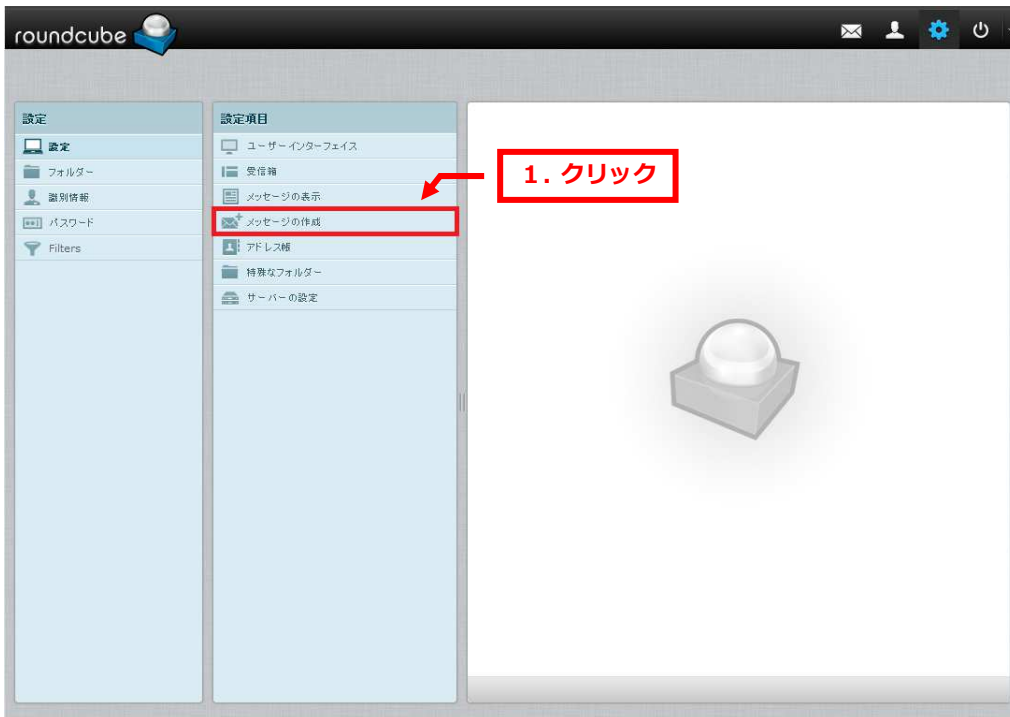 roundcube
設定
設定
フォルダー
識別情報
パスワード
Filters
設定項目
ユーザーインターフェイス
受信箱
メッセージの表示
メッセージの作成
アドレス帳
特殊なフォルダー
サーバーの設定
1. クリック